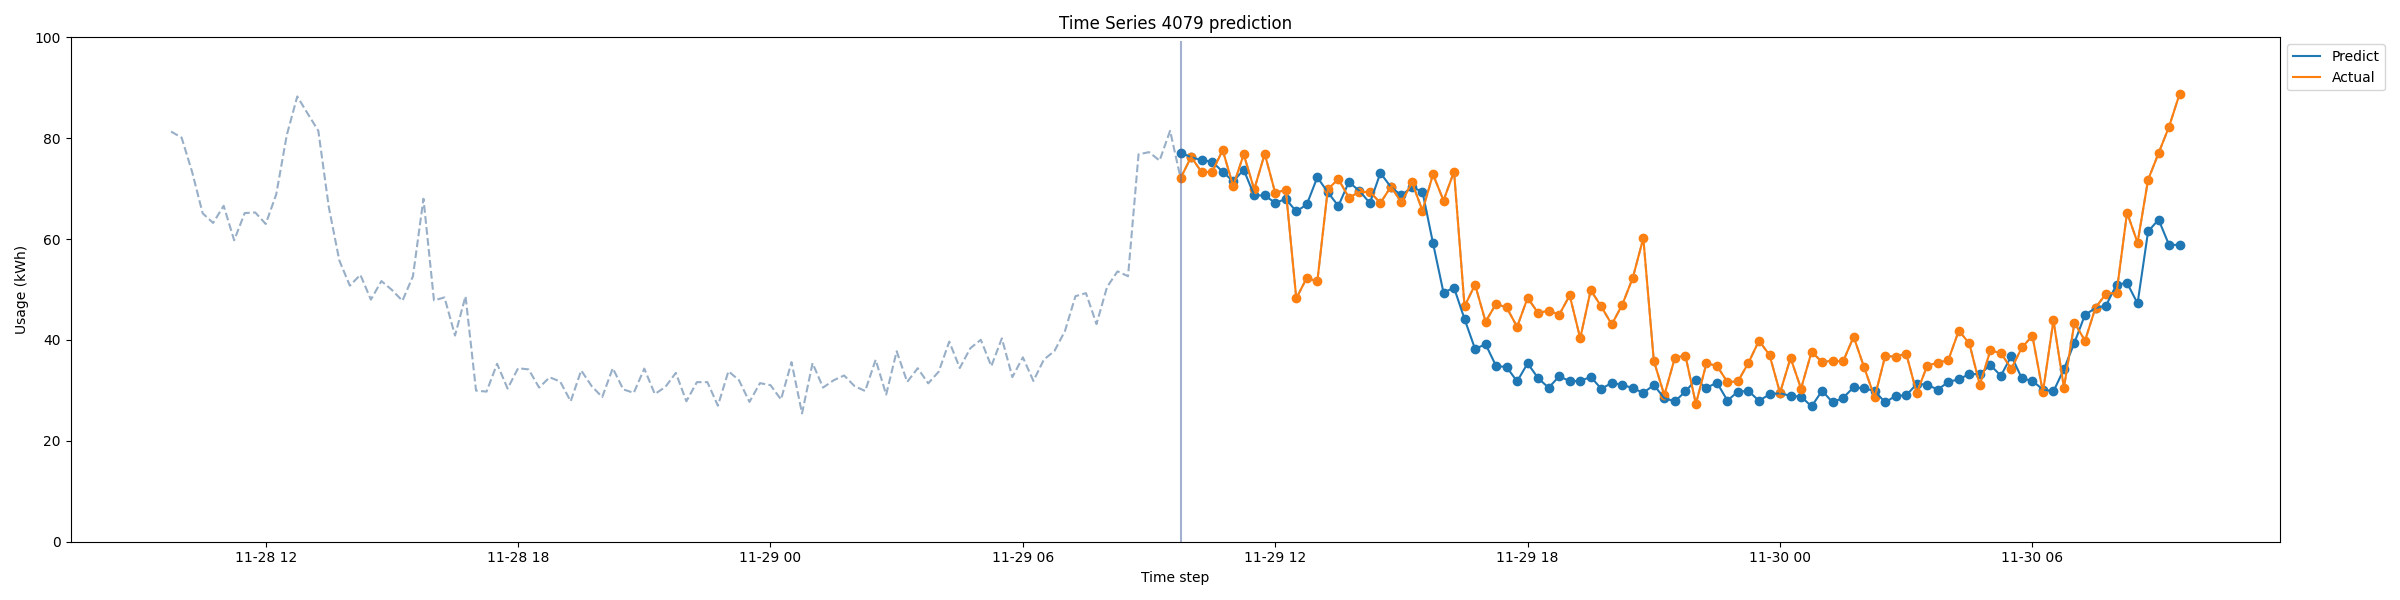 Time Series 4079 prediction
100
80
60
40
20
0
Usage (kWh)
11-28 12
11-28 18
11-29 00
11-29 06
11-29 12
11-29 18
11-30 00
11-30 06
Time step
Predict
Actual